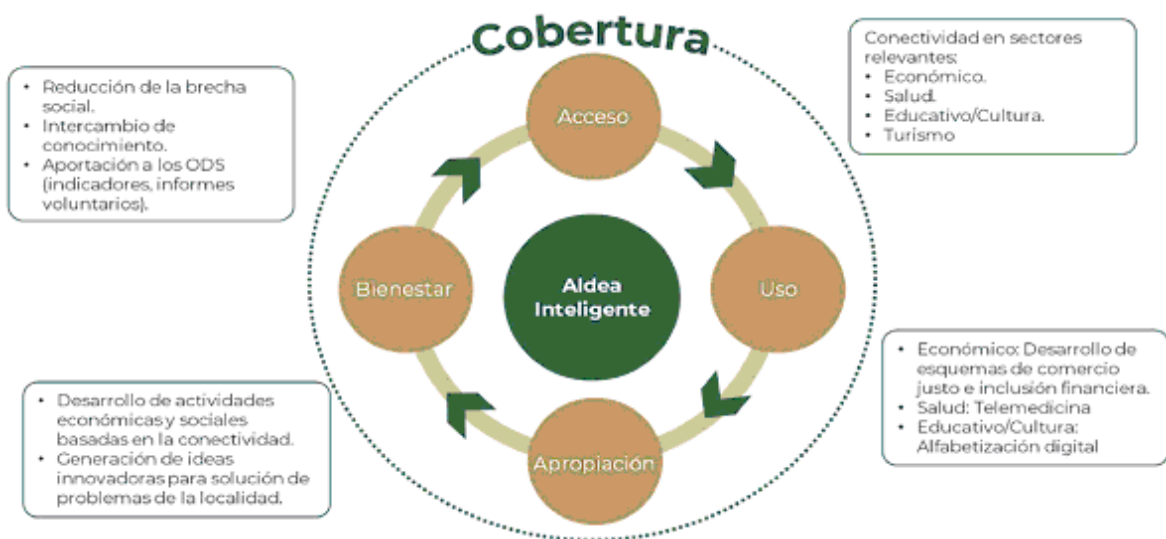 Cobertura
Conectividad en sectores
relevantes:
• Económico.
• Salud.
• Educativo/Cultura.
• Turismo
• Reducción de la brecha
social.
• Intercambio de
conocimiento.
• Aportación a los ODS
(indicadores, informes
voluntarios).
Acceso
Bienestar
Aldea
Inteligente
Uso
• Económico: Desarrollo de
esquemas de comercio
justo e inclusión financiera.
• Salud: Telemedicina
• Educativo/Cultura:
Alfabetización digital
• Desarrollo de actividades
económicas y sociales
basadas en la conectividad.
• Generación de ideas
innovadoras para solución de
problemas de la localidad.
Apropiación